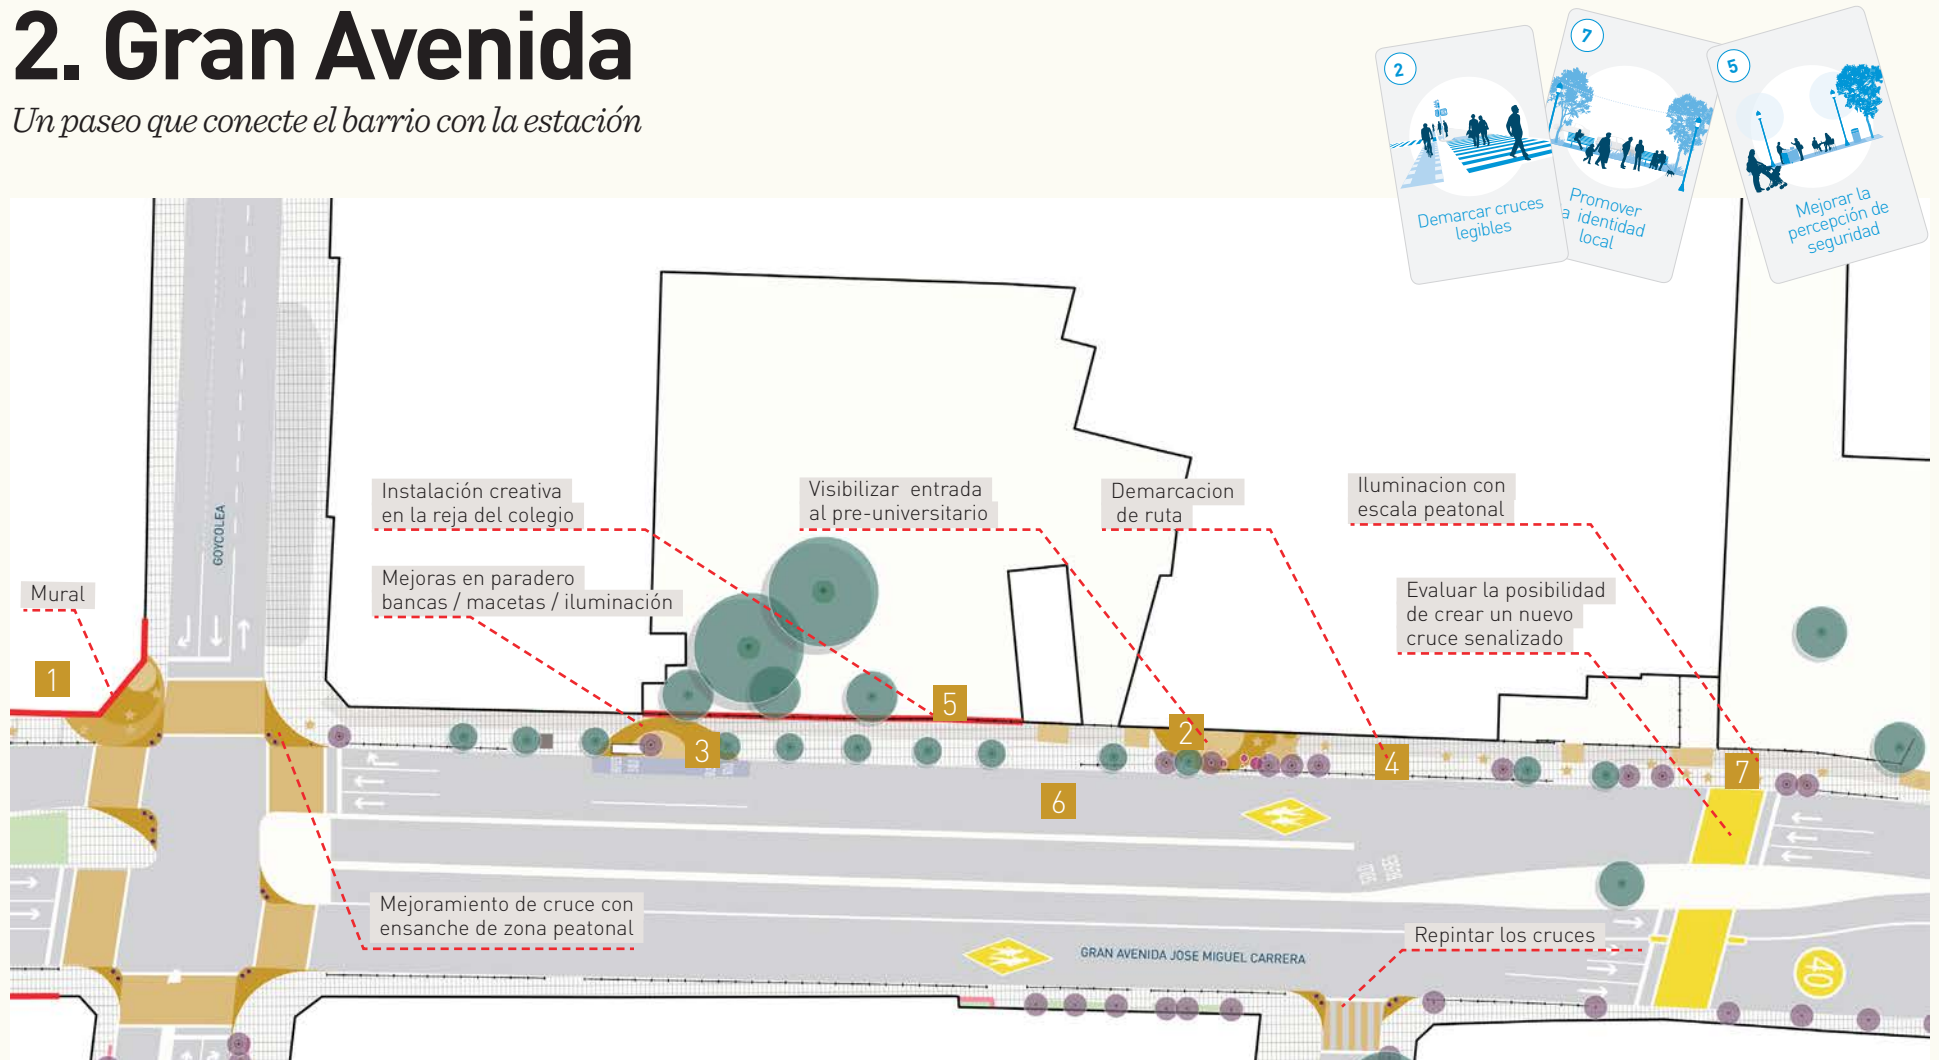 2. Gran Avenida
Un paseo que conecte el barrio con la estación
2
Demarcar cruces
legibles
7
Promover
a identidad
local
5
Mejorar la
percepción de
seguridad
GOYCOLEA
Instalación creativa
en la reja del colegio
Visibilizar entrada
al pre-universitario
Demarcacion
de ruta
Iluminacion con
escala peatonal
Mejoras en paradero
bancas / macetas / iluminación
Evaluar la posibilidad
de crear un nuevo
cruce senalizado
Mural
1
5
2
3
4
7
6
SOLO
BUSES
Mejoramiento de cruce con
ensanche de zona peatonal
Repintar los cruces
GRAN AVENIDA JOSE MIGUEL CARRERA
40